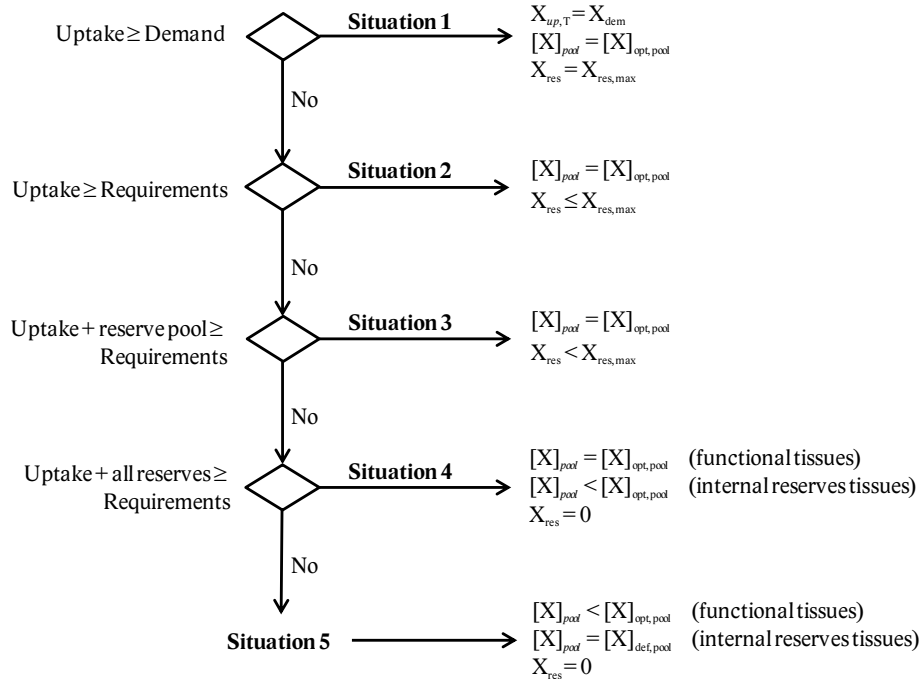 Uptake ≥ Demand
Situation 1
X_up,T = X_dem
[X]_pool = [X]_opt,pool
X_res = X_res,max
No
Uptake ≥ Requirements
Situation 2
[X]_pool = [X]_opt,pool
X_res ≤ X_res,max
No
Uptake + reserve pool ≥
Requirements
Situation 3
[X]_pool = [X]_opt,pool
X_res < X_res,max
No
Uptake + all reserves ≥
Requirements
Situation 4
[X]_pool = [X]_opt,pool (functional tissues)
[X]_pool < [X]_opt,pool (internal reserves tissues)
X_res = 0
No
Situation 5
[X]_pool < [X]_opt,pool (functional tissues)
[X]_pool = [X]_def,pool (internal reserves tissues)
X_res = 0